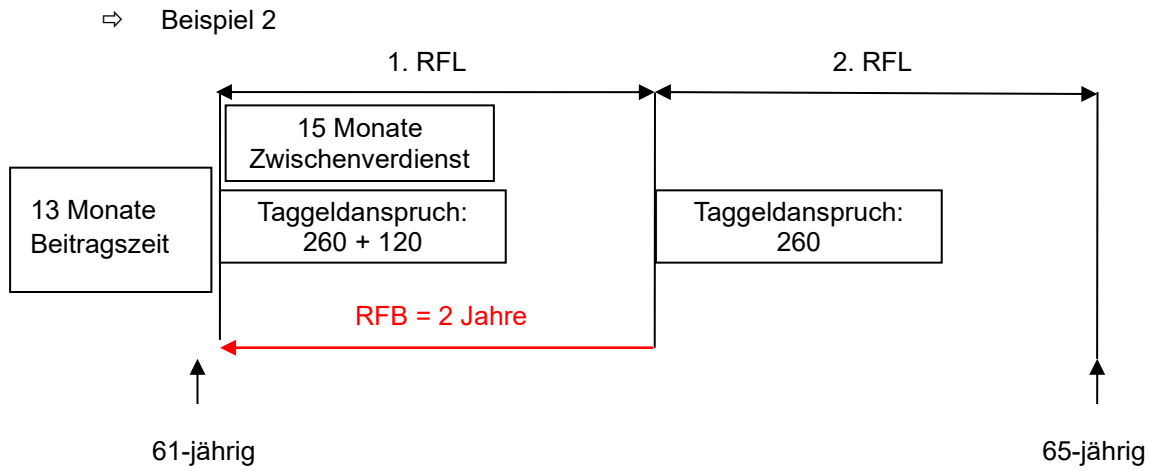 ⇨ Beispiel 2
1. RFL
2. RFL
15 Monate
Zwischenverdienst
13 Monate
Beitragszeit
Taggeldanspruch:
260 + 120
Taggeldanspruch:
260
RFB = 2 Jahre
61-jährig
65-jährig